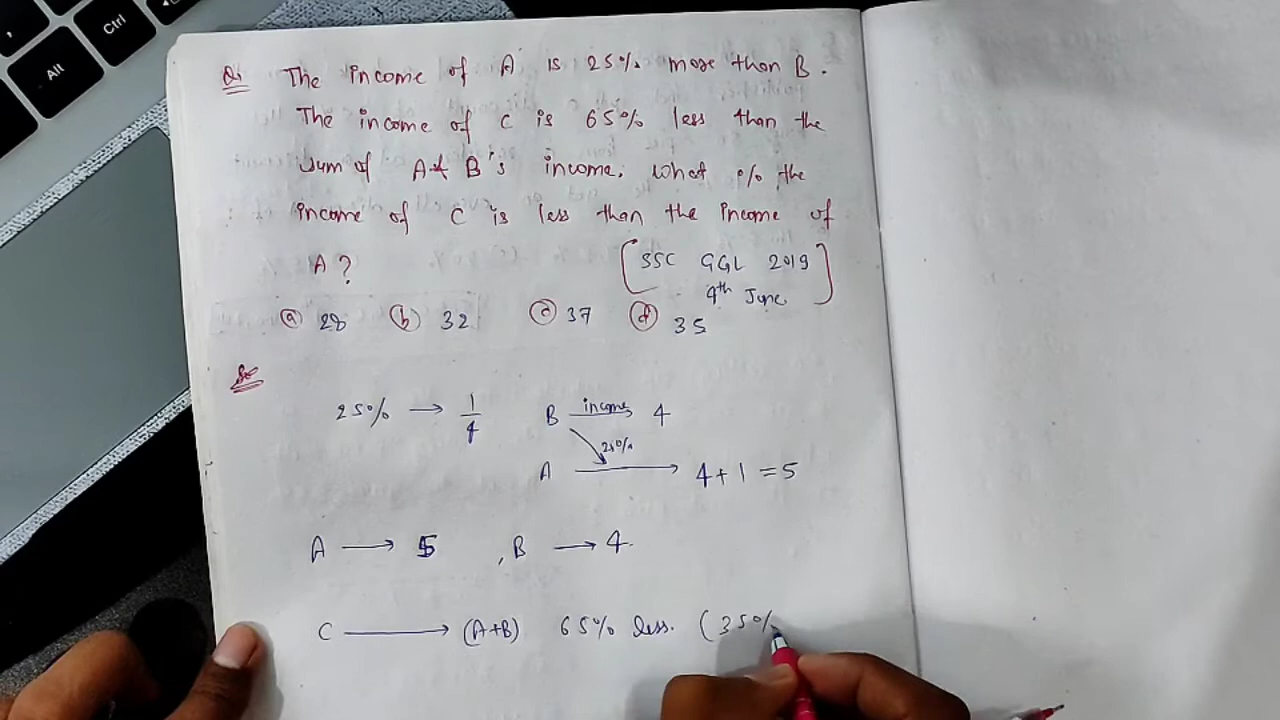 Ctrl
Alt
Q. The income of A is 25% more than B.
The income of C is 65% less than the
sum of A & B's income. What % the
income of C is less than the income of
A?
[SSC CGL 2019
4th June]
(a) 28 (b) 32 (c) 37 (d) 35
25% → 1/4 B income→ 4
25%
A → 4+1 = 5
A → 5 , B → 4.
C → (A+B) 65% less. (35%